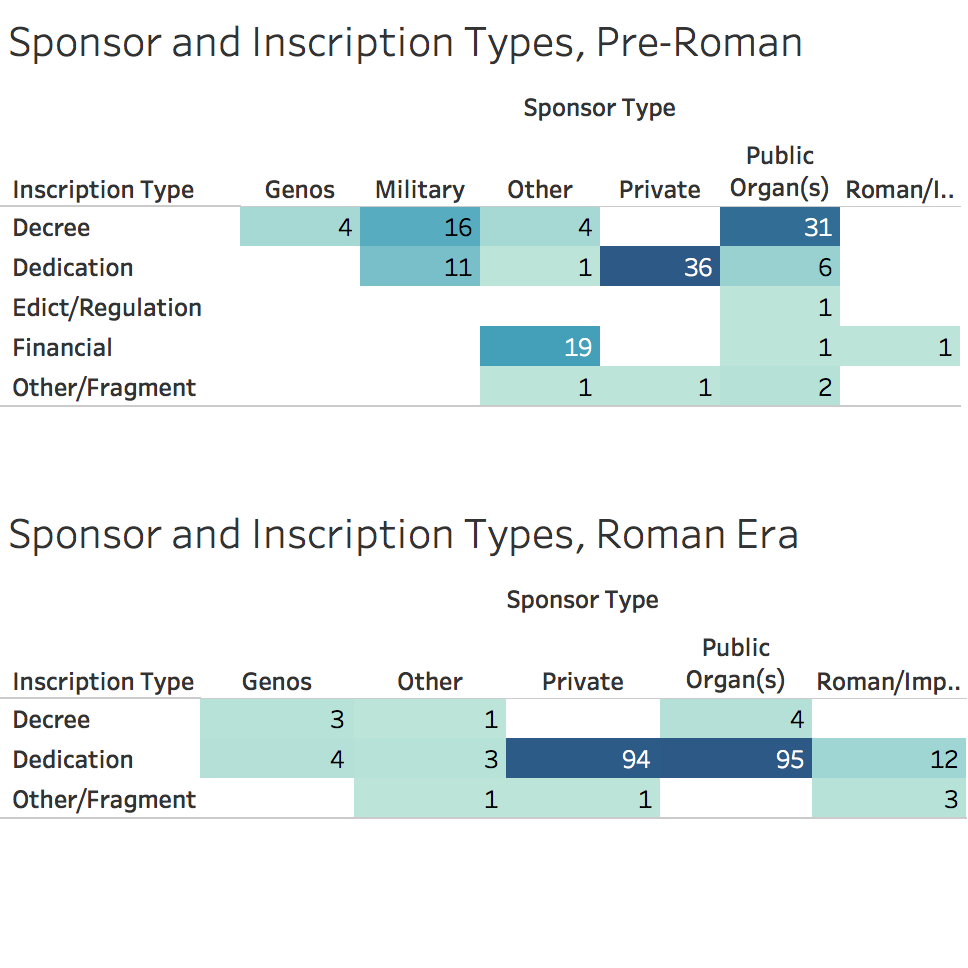 Sponsor and Inscription Types, Pre-Roman
Sponsor Type
Inscription Type Genos Military Other Private Public Organ(s) Roman/I..
Decree 4 16 4 31
Dedication 11 1 36 6
Edict/Regulation 1
Financial 19 1 1
Other/Fragment 1 1 2
Sponsor and Inscription Types, Roman Era
Sponsor Type
Inscription Type Genos Other Private Public Organ(s) Roman/Imp..
Decree 3 1 4
Dedication 4 3 94 95 12
Other/Fragment 1 1 3